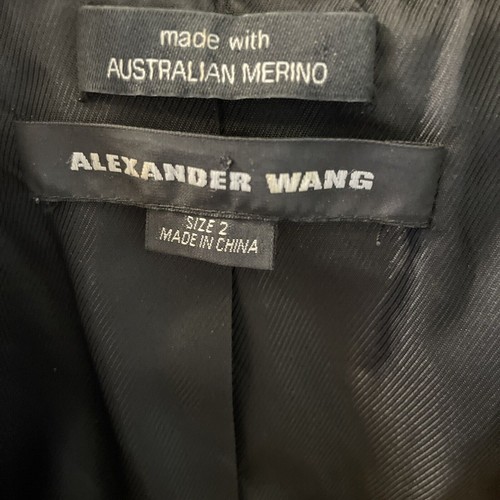 made with
AUSTRALIAN MERINO
ALEXANDER WANG
SIZE 2
MADE IN CHINA